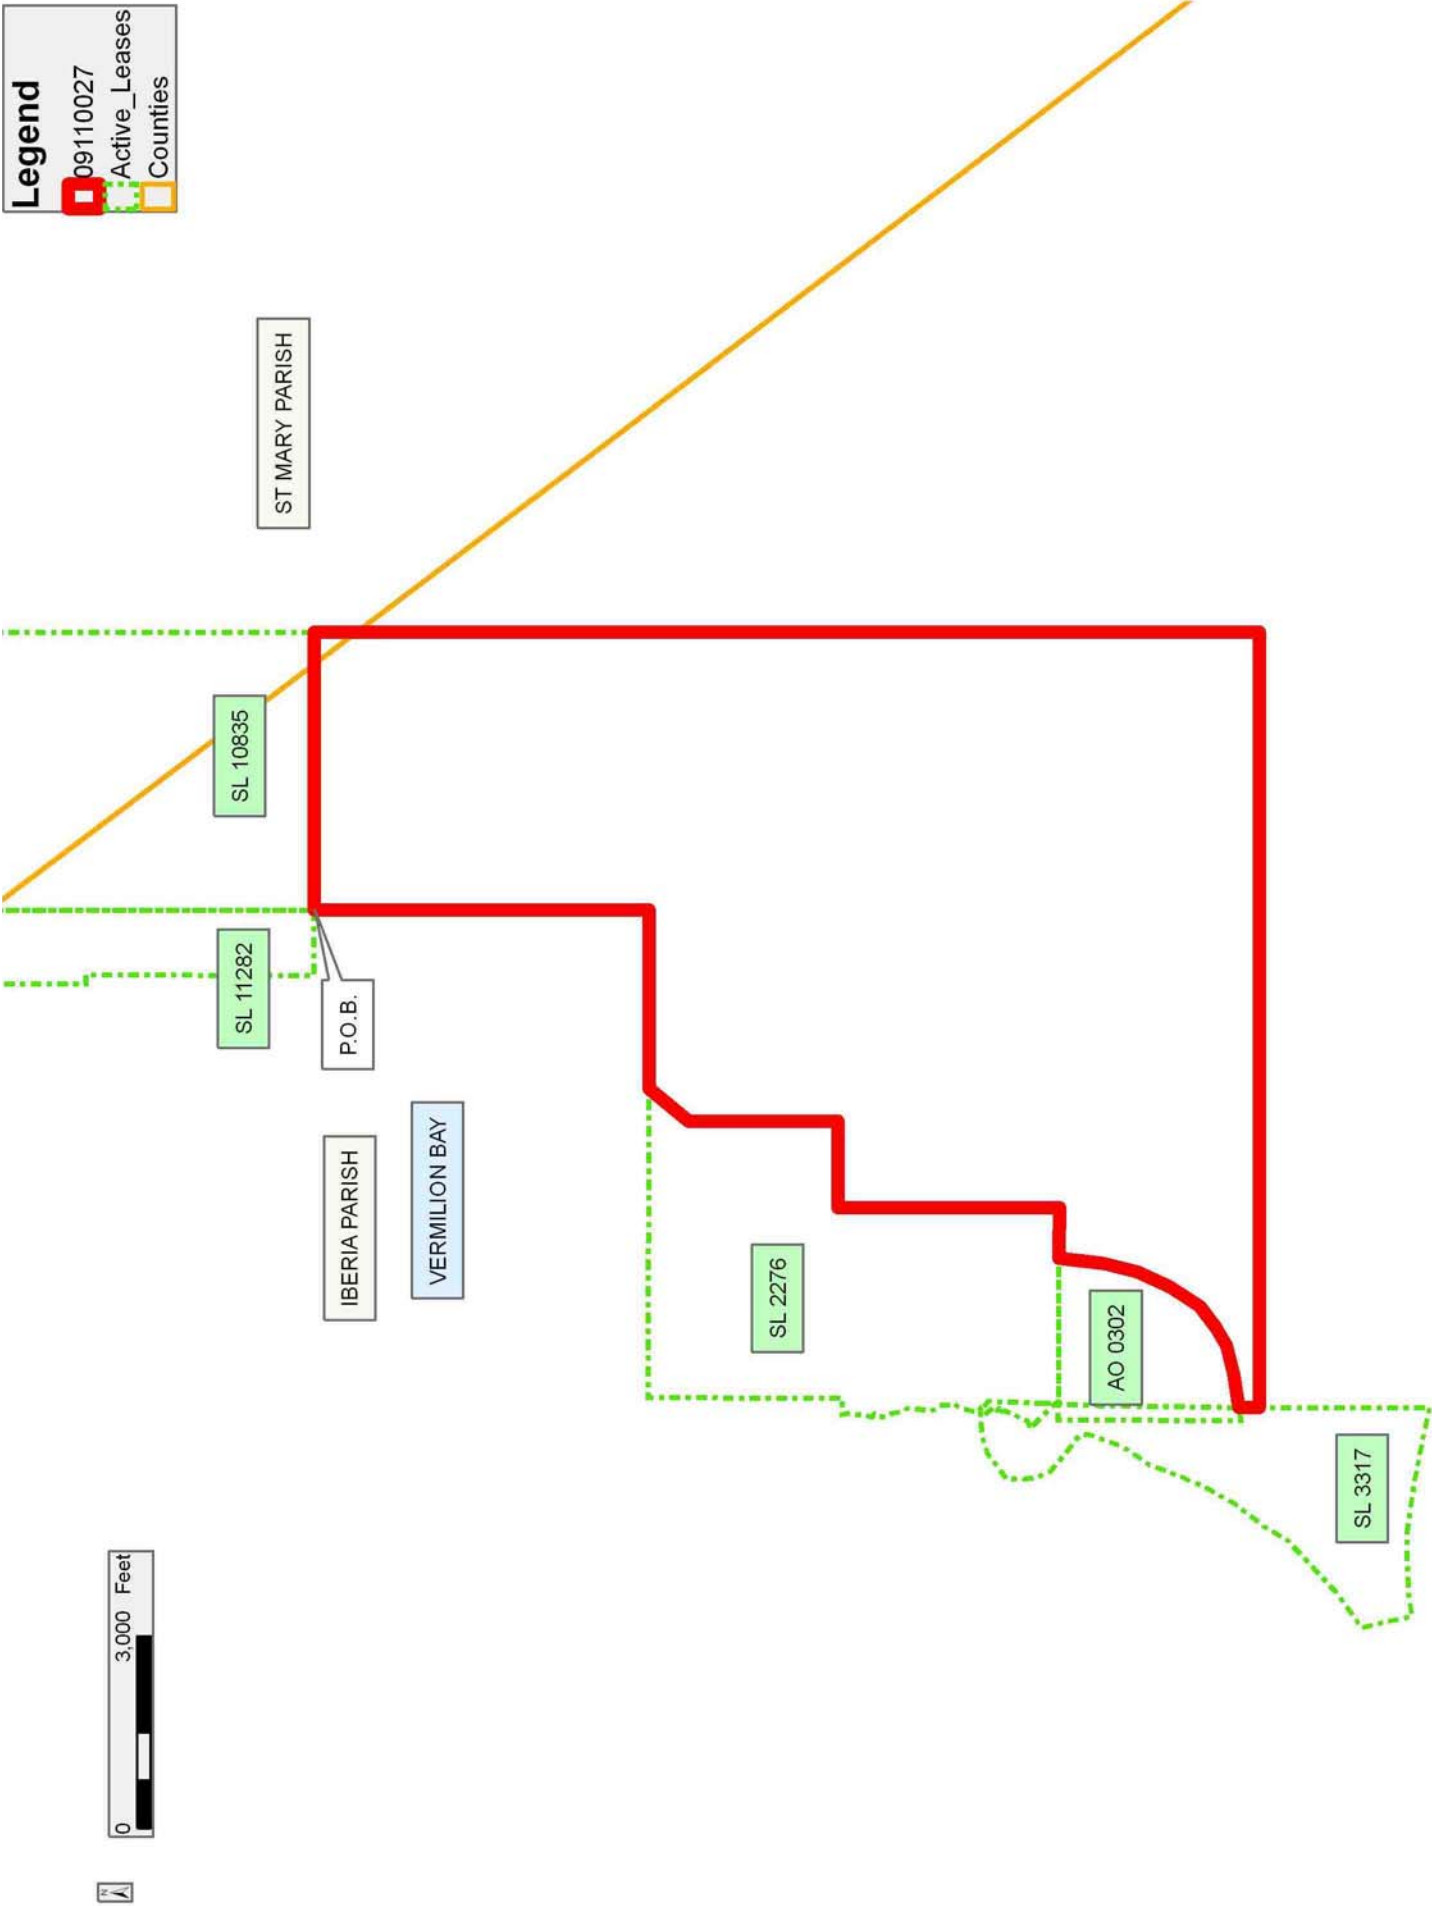 Legend
09110027
Active_Leases
Counties
0 3,000 Feet
N
ST MARY PARISH
SL 10835
SL 11282
P.O.B.
IBERIA PARISH
VERMILION BAY
SL 2276
AO 0302
SL 3317